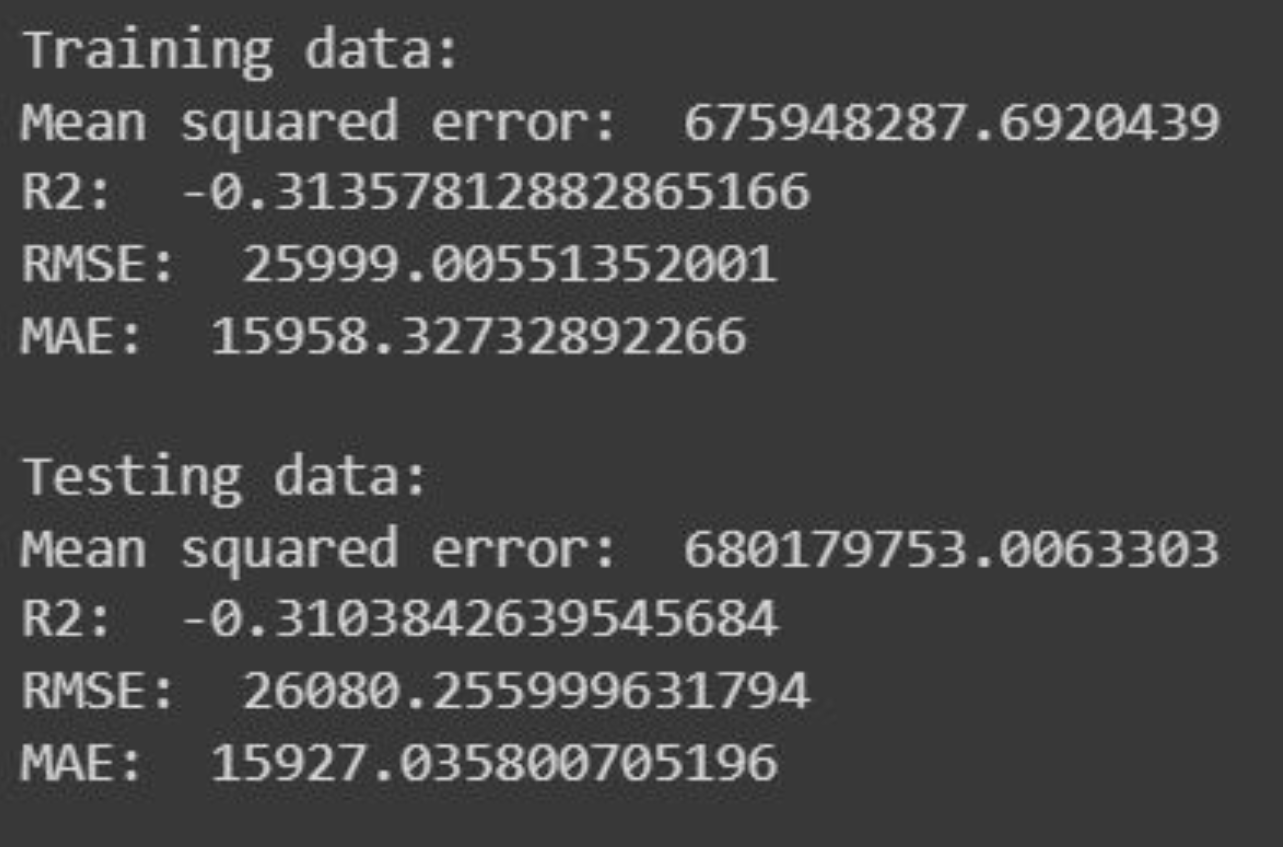 Training data:
Mean squared error:  675948287.6920439
R2:  -0.31357812882865166
RMSE:  25999.00551352001
MAE:  15958.32732892266
Testing data:
Mean squared error:  680179753.0063303
R2:  -0.3103842639545684
RMSE:  26080.255999631794
MAE:  15927.035800705196